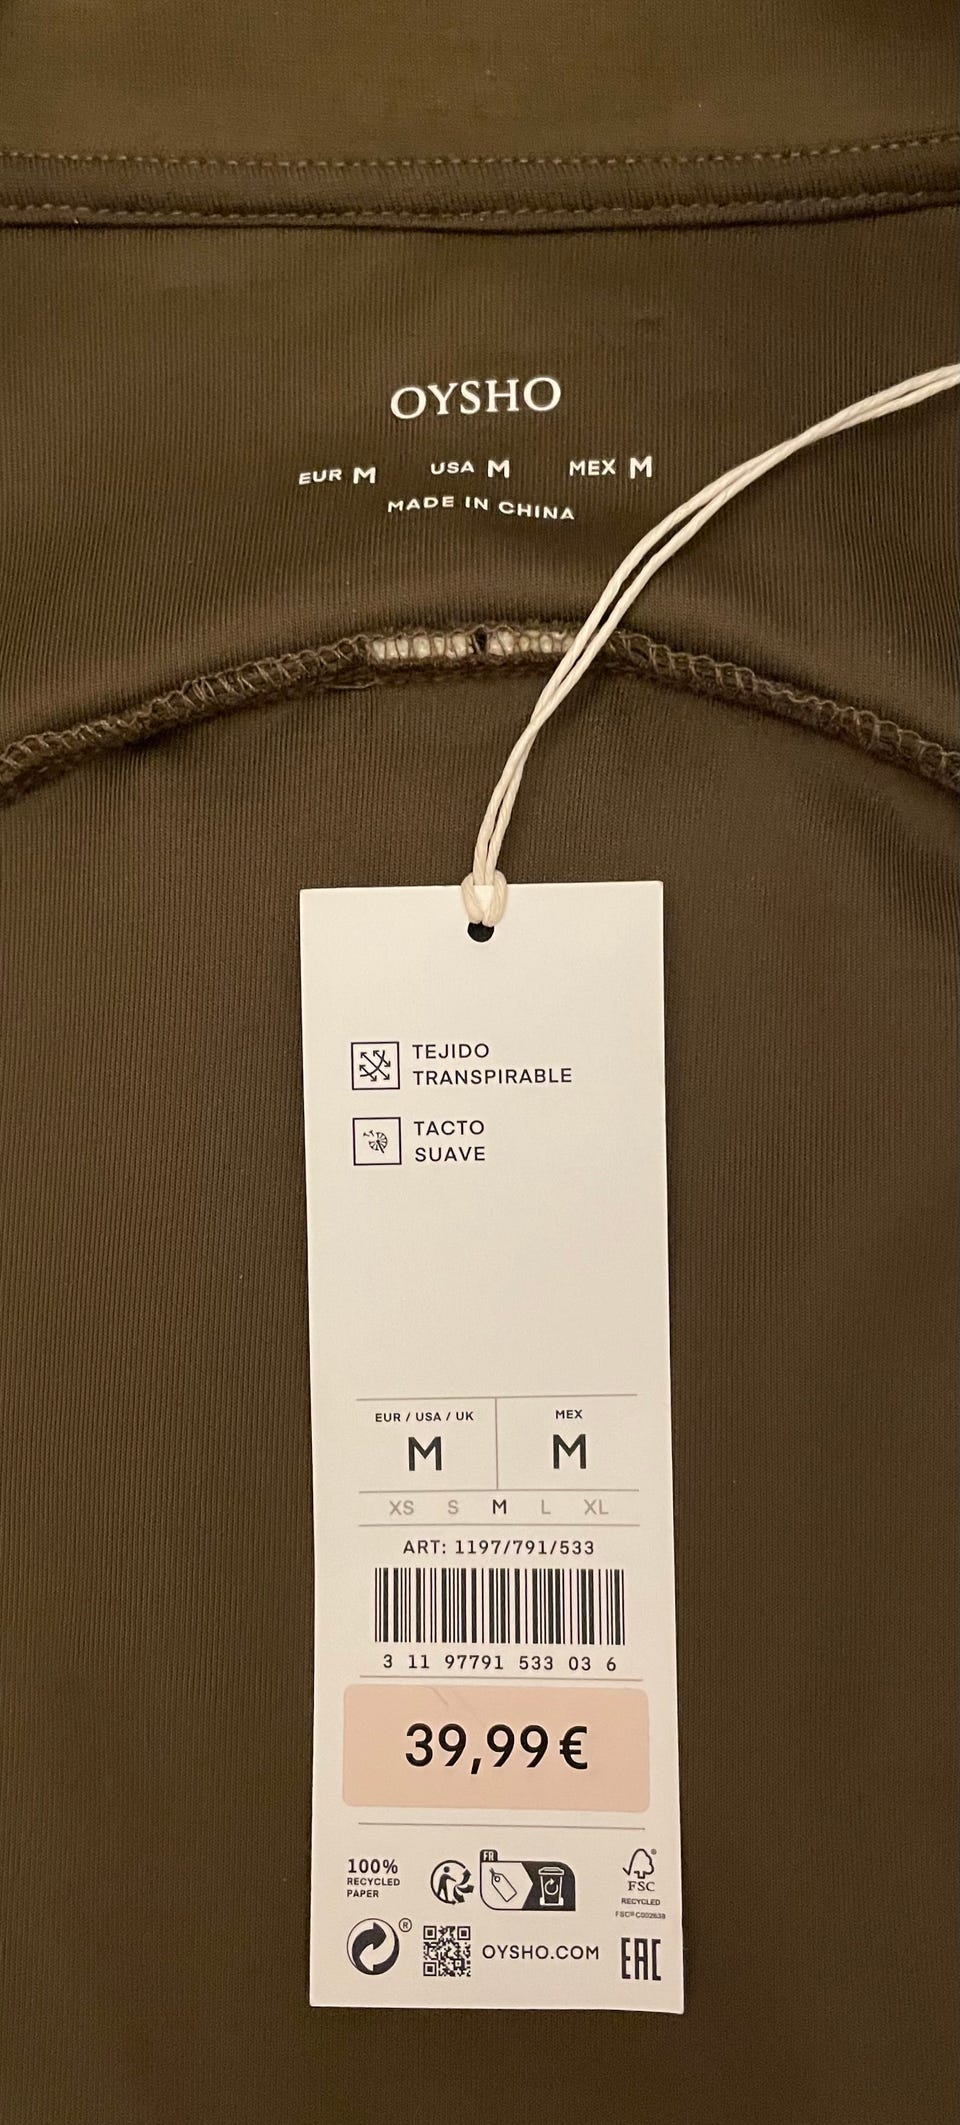 OYSHO
EUR M USA M MEX M
MADE IN CHINA
TEJIDO
TRANSPIRABLE
TACTO
SUAVE
EUR / USA / UK MEX
M M
XS S M L XL
ART: 1197/791/533
3 11 97791 533 03 6
39,99 €
100%
RECYCLED
PAPER
FR
FSC
RECYCLED
FSC® C002638
®
OYSHO.COM
EAC